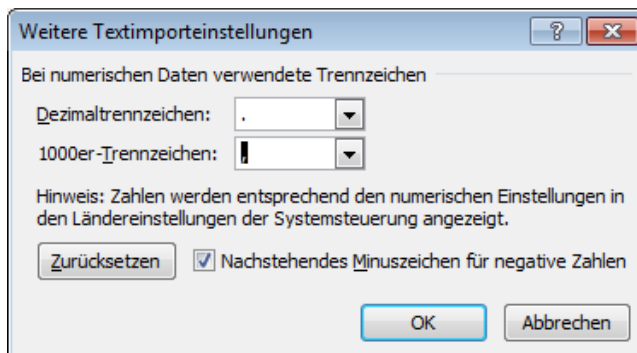 Weitere Textimporteinstellungen
Bei numerischen Daten verwendete Trennzeichen
Dezimaltrennzeichen: .
1000er-Trennzeichen: ,
Hinweis: Zahlen werden entsprechend den numerischen Einstellungen in
den Ländereinstellungen der Systemsteuerung angezeigt.
Zurücksetzen Nachstehendes Minuszeichen für negative Zahlen
OK Abbrechen